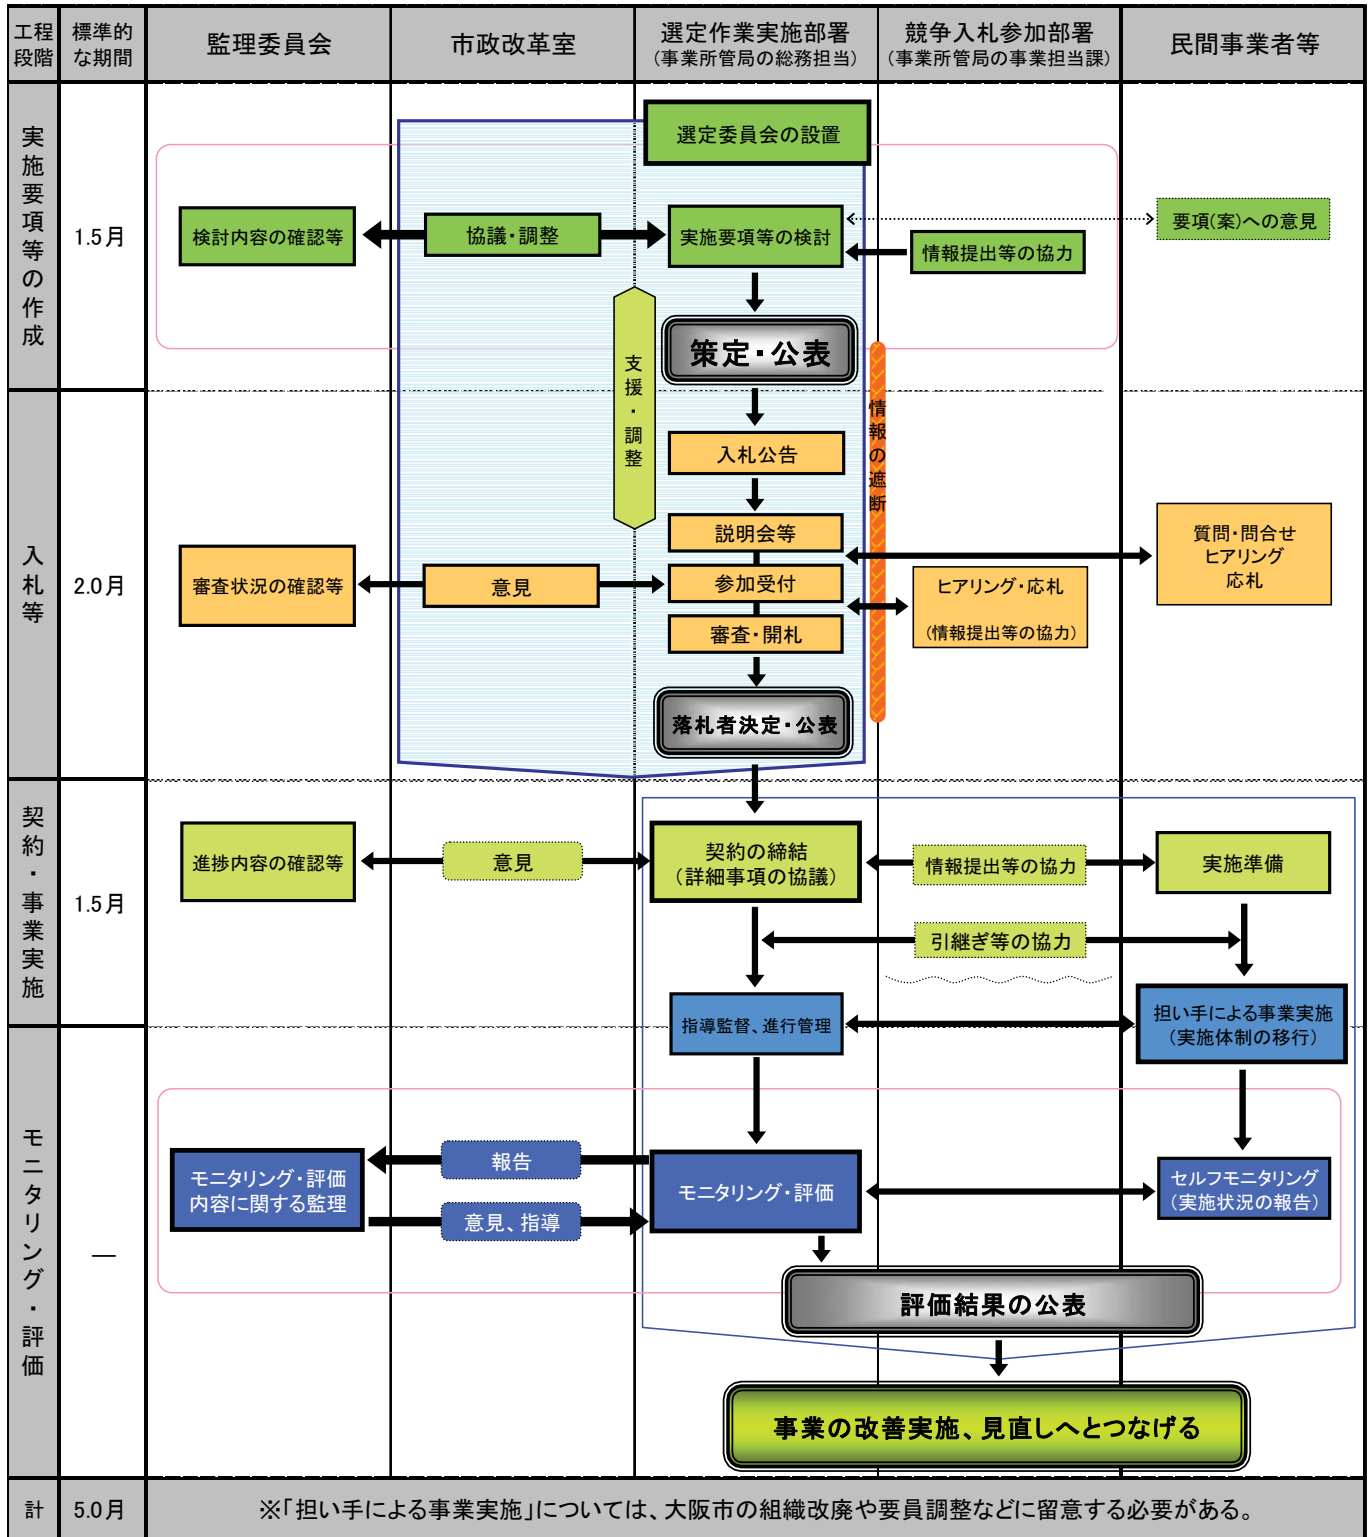 工程
段階
標準的
な期間
監理委員会
市政改革室
選定作業実施部署
(事業所管局の総務担当)
競争入札参加部署
(事業所管局の事業担当課)
民間事業者等
実施要項等の作成
1.5月
選定委員会の設置
検討内容の確認等
協議・調整
実施要項等の検討
情報提出等の協力
要項(案)への意見
策定・公表
支援・調整
情報の遮断
入札等
2.0月
入札公告
説明会等
参加受付
審査・開札
審査状況の確認等
意見
ヒアリング・応札
(情報提出等の協力)
質問・問合せ
ヒアリング
応札
落札者決定・公表
契約・事業実施
1.5月
進捗内容の確認等
意見
契約の締結
(詳細事項の協議)
情報提出等の協力
実施準備
引継ぎ等の協力
指導監督、進行管理
担い手による事業実施
(実施体制の移行)
モニタリング・評価
―
モニタリング・評価
内容に関する監理
報告
意見、指導
モニタリング・評価
セルフモニタリング
(実施状況の報告)
評価結果の公表
事業の改善実施、見直しへとつなげる
計
5.0月
※「担い手による事業実施」については、大阪市の組織改廃や要員調整などに留意する必要がある。